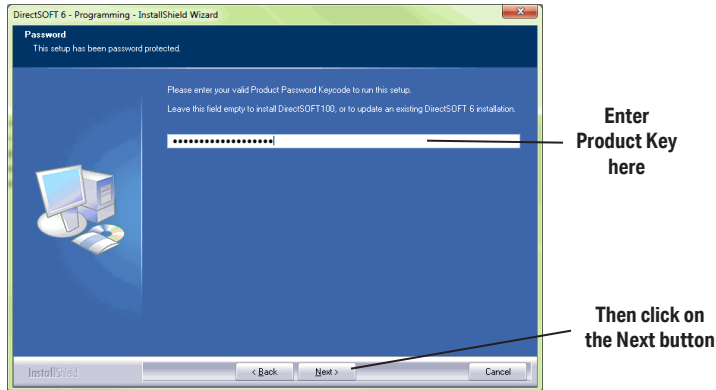 DirectSOFT 6 - Programming - InstallShield Wizard
Password
This setup has been password protected.
Please enter your valid Product Password Keycode to run this setup.
Leave this field empty to install DirectSOFT100, or to update an existing DirectSOFT 6 installation.
••••••••••••••••••••
Enter
Product Key
here
Then click on
the Next button
InstallShield
< Back
Next >
Cancel